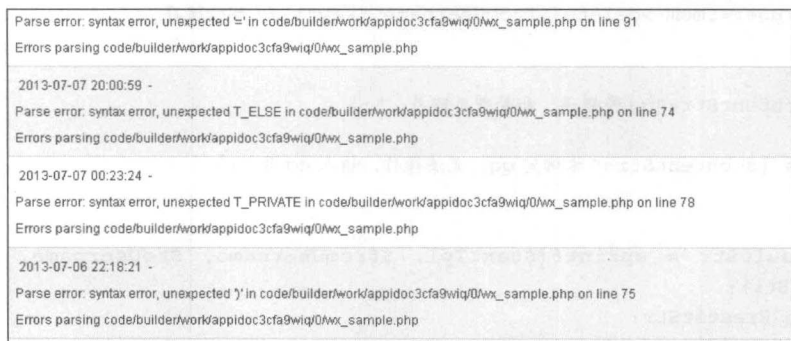 Parse error: syntax error, unexpected '=' in code/builder/work/appidoc3cfa9wiq/0/wx_sample.php on line 91
Errors parsing code/builder/work/appidoc3cfa9wiq/0/wx_sample.php
2013-07-07 20:00:59 -
Parse error: syntax error, unexpected T_ELSE in code/builder/work/appidoc3cfa9wiq/0/wx_sample.php on line 74
Errors parsing code/builder/work/appidoc3cfa9wiq/0/wx_sample.php
2013-07-07 00:23:24 -
Parse error: syntax error, unexpected T_PRIVATE in code/builder/work/appidoc3cfa9wiq/0/wx_sample.php on line 78
Errors parsing code/builder/work/appidoc3cfa9wiq/0/wx_sample.php
2013-07-06 22:18:21 -
Parse error: syntax error, unexpected ')' in code/builder/work/appidoc3cfa9wiq/0/wx_sample.php on line 75
Errors parsing code/builder/work/appidoc3cfa9wiq/0/wx_sample.php